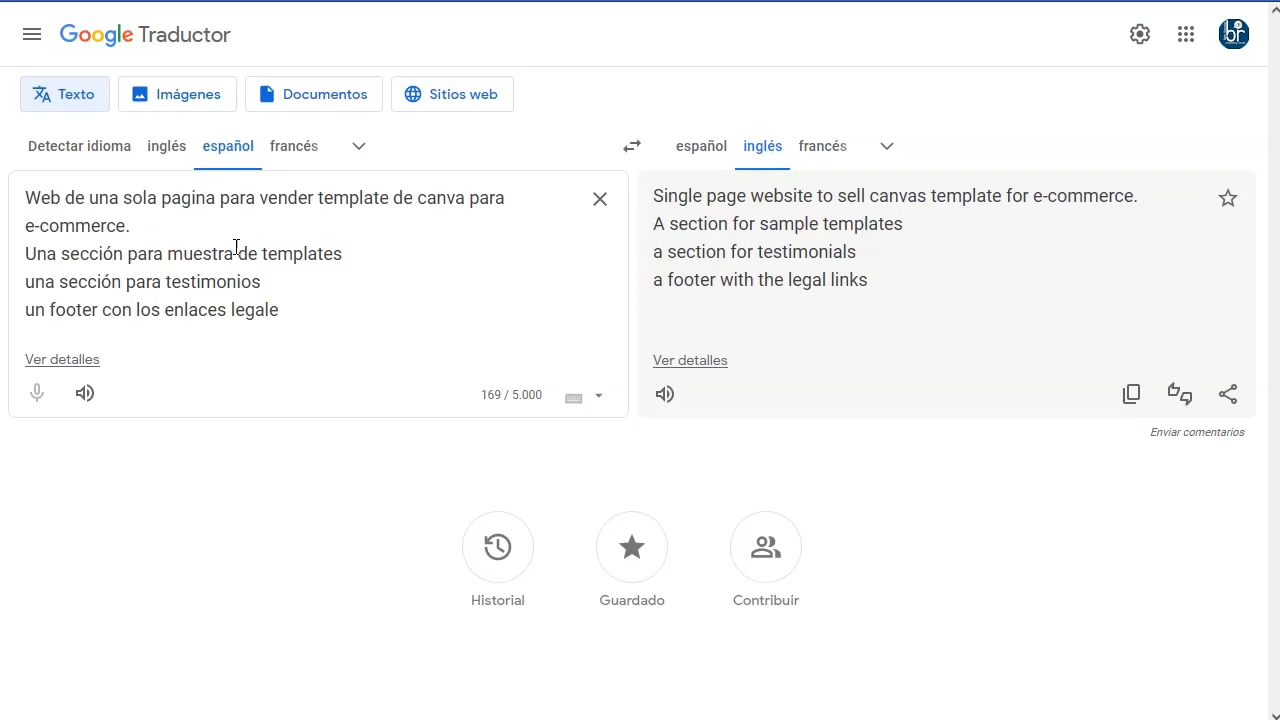 Google Traductor
Texto
Imágenes
Documentos
Sitios web
Detectar idioma
inglés
español
francés
español
inglés
francés
Web de una sola pagina para vender template de canva para
e-commerce.
Una sección para muestra de templates
una sección para testimonios
un footer con los enlaces legale
Ver detalles
169 / 5.000
Single page website to sell canvas template for e-commerce.
A section for sample templates
a section for testimonials
a footer with the legal links
Ver detalles
Enviar comentarios
Historial
Guardado
Contribuir